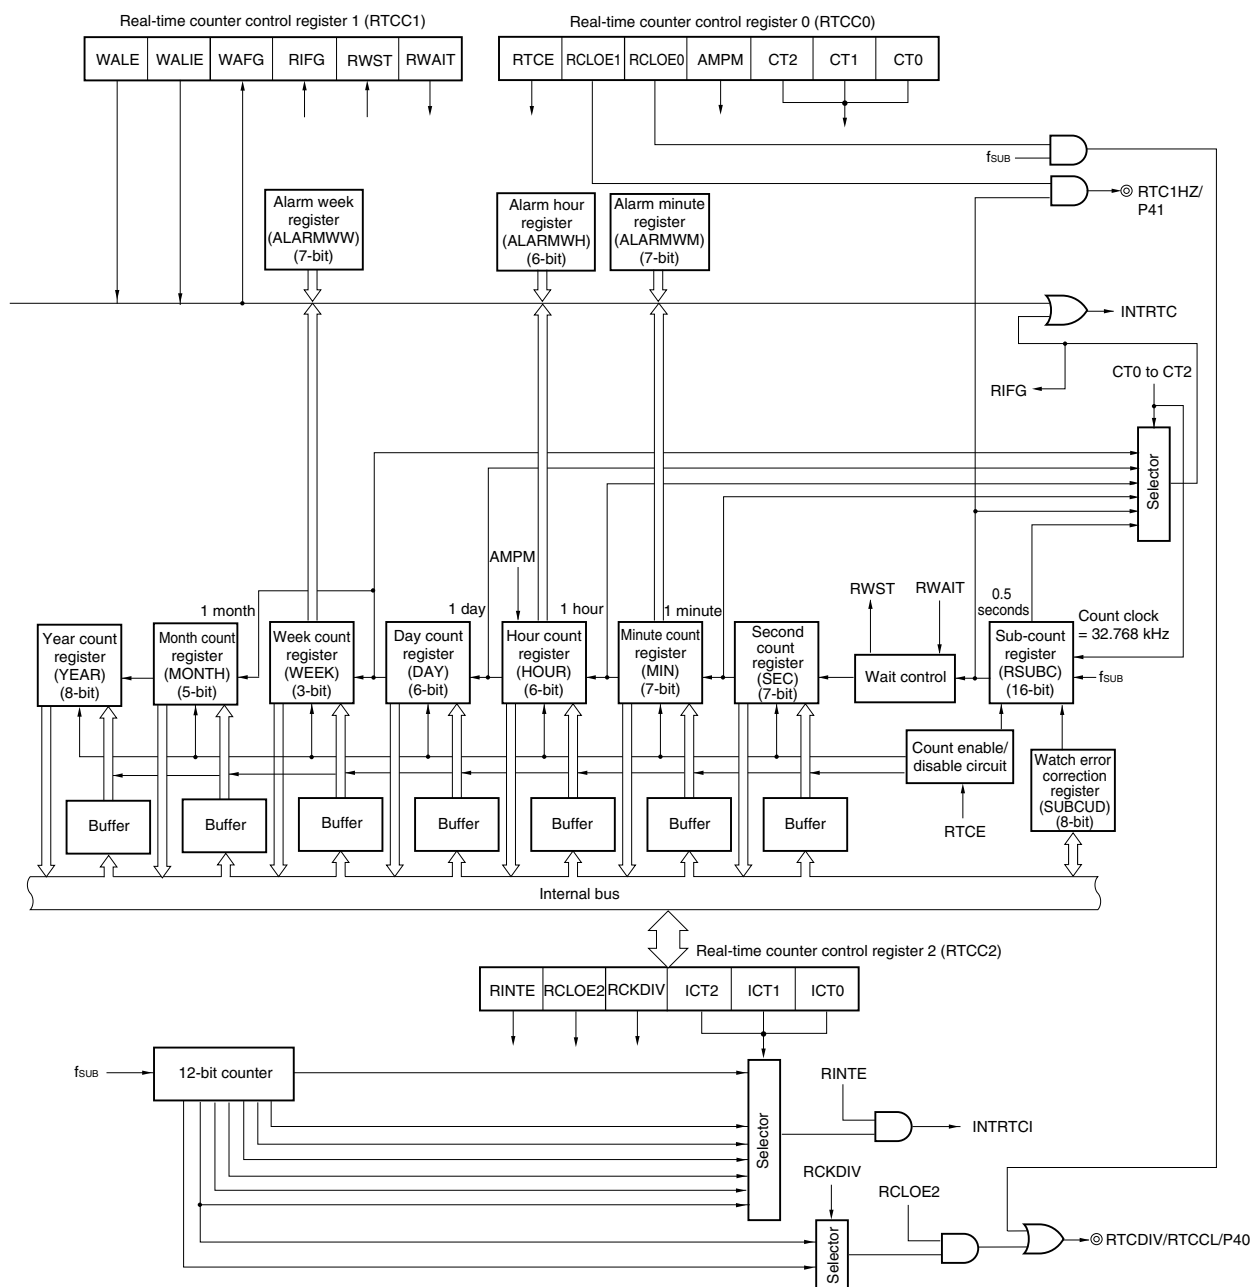 Real-time counter control register 1 (RTCC1)
Real-time counter control register 0 (RTCC0)
WALE WALIE WAFG RIFG RWST RWAIT
RTCE RCLOE1 RCLOE0 AMPM CT2 CT1 CT0
fSUB
RTC1HZ/
P41
Alarm week
register
(ALARMWW)
(7-bit)
Alarm hour
register
(ALARMWH)
(6-bit)
Alarm minute
register
(ALARMWM)
(7-bit)
INTRTC
CT0 to CT2
RIFG
Selector
AMPM
1 month
1 day
1 hour
1 minute
RWST
RWAIT
0.5
seconds
Count clock
= 32.768 kHz
Year count
register
(YEAR)
(8-bit)
Month count
register
(MONTH)
(5-bit)
Week count
register
(WEEK)
(3-bit)
Day count
register
(DAY)
(6-bit)
Hour count
register
(HOUR)
(6-bit)
Minute count
register
(MIN)
(7-bit)
Second
count
register
(SEC)
(7-bit)
Wait control
Sub-count
register
(RSUBC)
(16-bit)
fSUB
Count enable/
disable circuit
Watch error
correction
register
(SUBCUD)
(8-bit)
RTCE
Buffer
Buffer
Buffer
Buffer
Buffer
Buffer
Buffer
Internal bus
Real-time counter control register 2 (RTCC2)
RINTE RCLOE2 RCKDIV ICT2 ICT1 ICT0
fSUB
12-bit counter
Selector
RINTE
INTRTCI
RCKDIV
RCLOE2
Selector
RTCDIV/RTCCL/P40